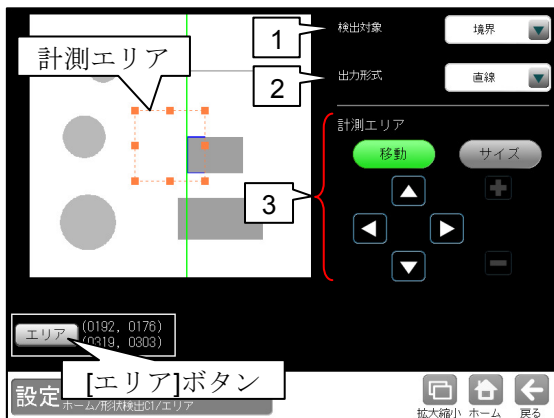 1
検出対象
境界
計測エリア
2
出力形式
直線
計測エリア
移動
サイズ
3
エリア
(0192, 0176)
(0319, 0303)
[エリア]ボタン
設定
ホーム/形状検出C1/エリア
拡大縮小
ホーム
戻る